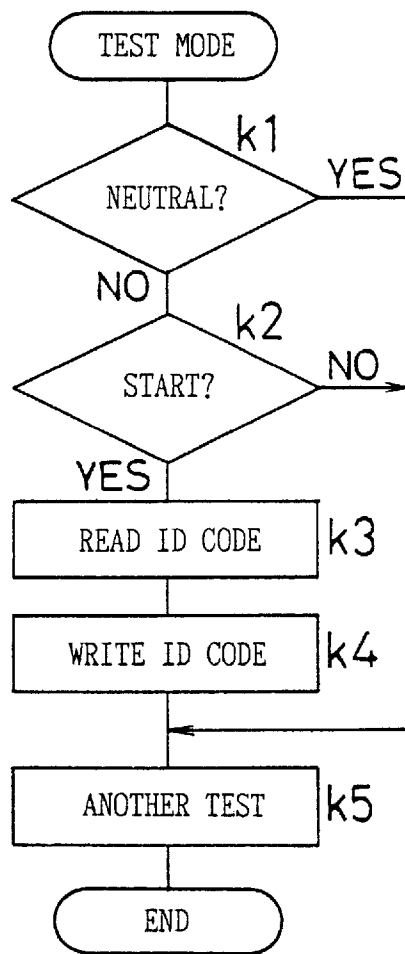 TEST MODE
k1
NEUTRAL?
YES
NO
k2
START?
NO
YES
READ ID CODE
k3
WRITE ID CODE
k4
ANOTHER TEST
k5
END